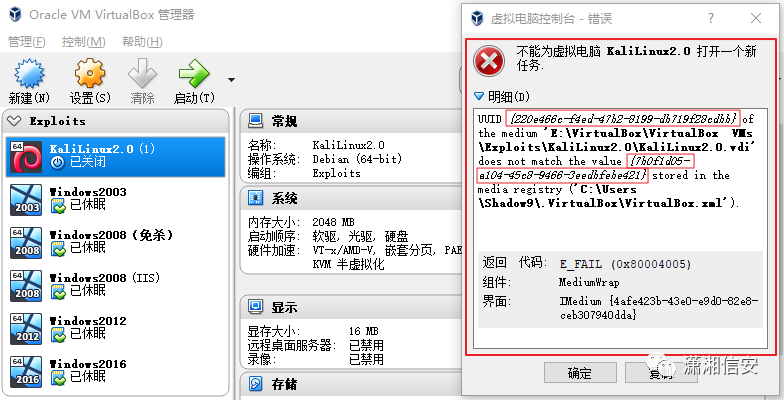 Oracle VM VirtualBox 管理器
管理(F)
控制(M)
帮助(H)
新建(N)
设置(S)
清除
启动(T)
Exploits
64
KaliLinux2.0 (1)
已关闭
64
2003
Windows2003
已休眠
64
2008
Windows2008 (免杀)
已休眠
64
2008
Windows2008 (IIS)
已休眠
64
2012
Windows2012
已休眠
64
2016
Windows2016
已休眠
常规
名称: KaliLinux2.0
操作系统: Debian (64-bit)
编组: Exploits
系统
内存大小: 2048 MB
启动顺序: 软驱, 光驱, 硬盘
硬件加速: VT-x/AMD-V, 嵌套分页, PAE
KVM 半虚拟化
显示
显存大小: 16 MB
远程桌面服务器: 已禁用
录像: 已禁用
存储
虚拟电脑控制台 - 错误
?
不能为虚拟电脑 KaliLinux2.0 打开一个新
任务.
明细(D)
UUID {220e466c-f4ed-47b2-8199-db719f28cdbb} of
the medium 'E:\VirtualBox\VirtualBox VMs
\Exploits\KaliLinux2.0\KaliLinux2.0.vdi'
does not match the value {7b0f1d05-
a104-45c8-9466-3eedbfebe421} stored in the
media registry ('C:\Users
\Shadow9\.VirtualBox\VirtualBox.xml').
返回 代码: E_FAIL (0x80004005)
组件: MediumWrap
界面: IMedium {4afe423b-43e0-e9d0-82e8-
ceb307940dda}
确定
复制
潇湘信安